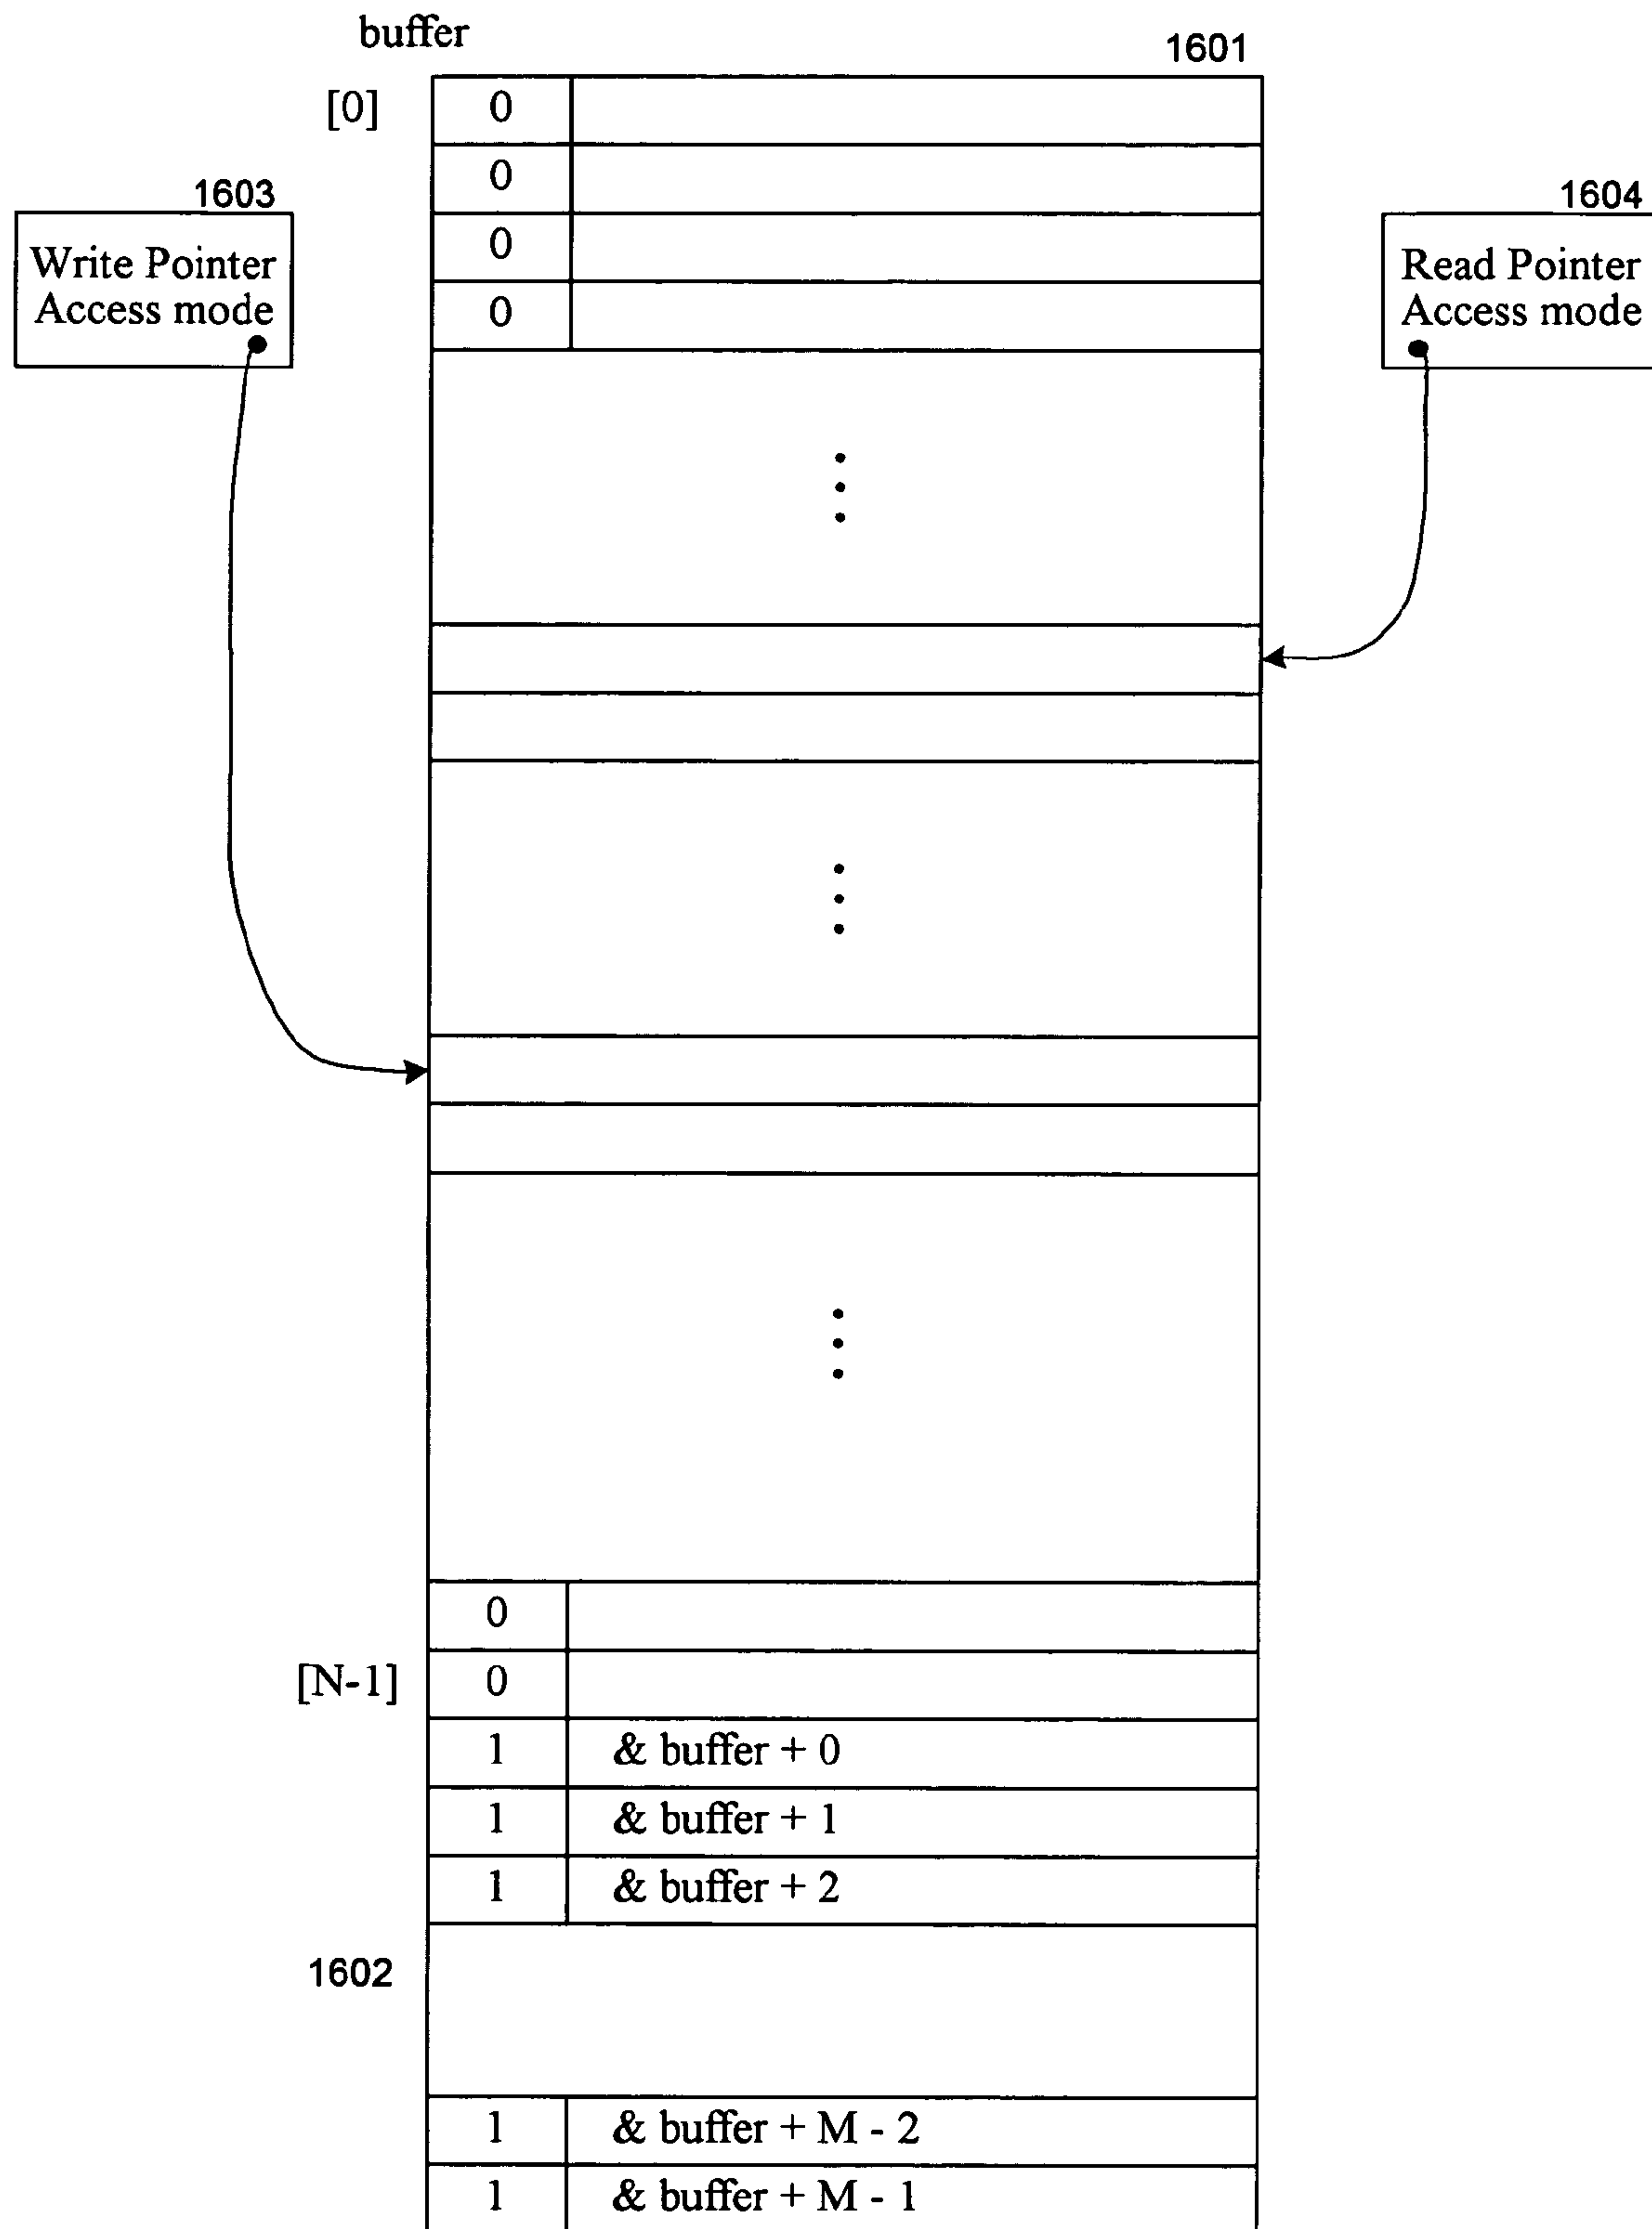 buffer
1601
[0] 0
0
1603
1604
0
Write Pointer
Access mode
Read Pointer
Access mode
0
0
[N-1] 0
1 & buffer + 0
1 & buffer + 1
1 & buffer + 2
1602
1 & buffer + M - 2
1 & buffer + M - 1